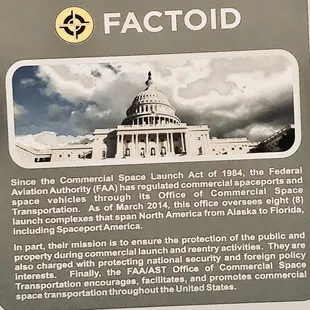 FACTOID
Since the Commercial Space Launch Act of 1984, the Federal
Aviation Authority (FAA) has regulated commercial spaceports and
space vehicles through its Office of Commercial Space
Transportation. As of March 2014, this office oversees eight (8)
launch complexes that span North America from Alaska to Florida,
including Spaceport America.
In part, their mission is to ensure the protection of the public and
property during commercial launch and reentry activities. They are
also charged with protecting national security and foreign policy
interests. Finally, the FAA/AST Office of Commercial Space
Transportation encourages, facilitates, and promotes commercial
space transportation throughout the United States.